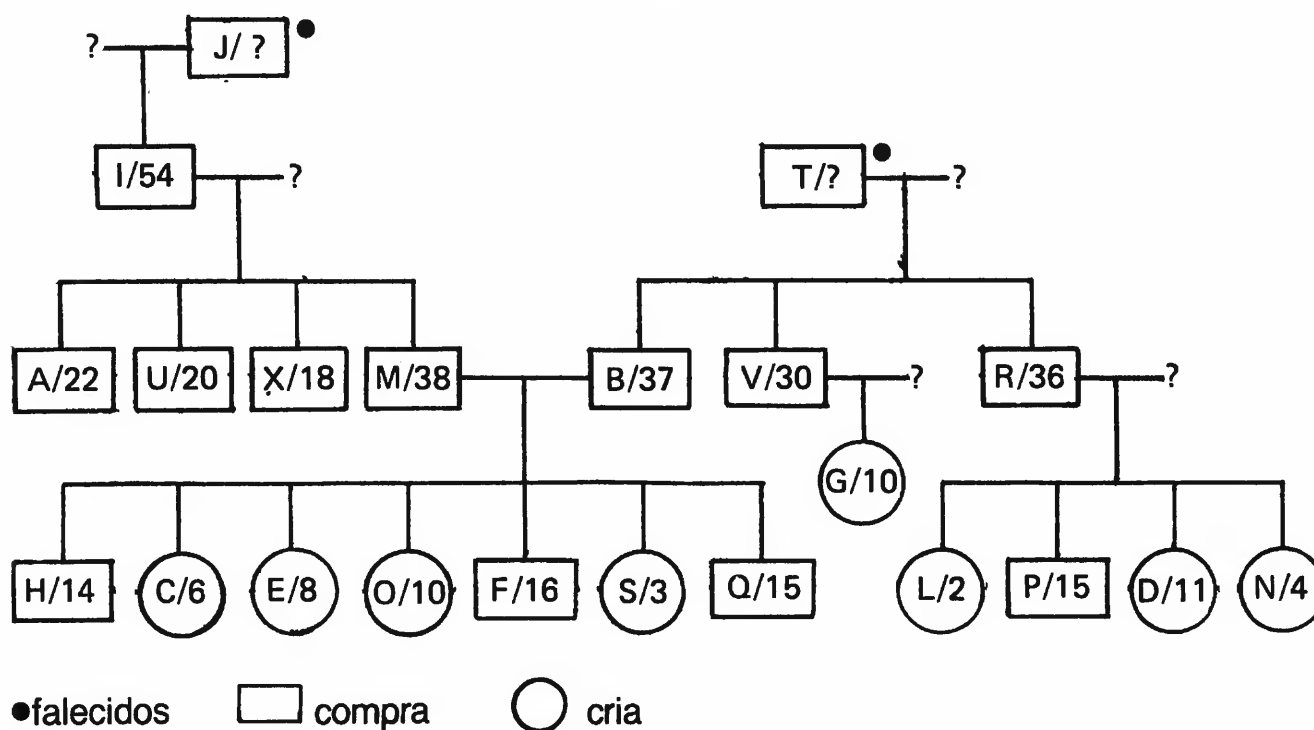 ? J/ ?
I/54 ? T/? ?
A/22 U/20 X/18 M/38 B/37 V/30 ? R/36 ?
G/10
H/14 C/6 E/8 O/10 F/16 S/3 Q/15 L/2 P/15 D/11 N/4
●falecidos compra cria